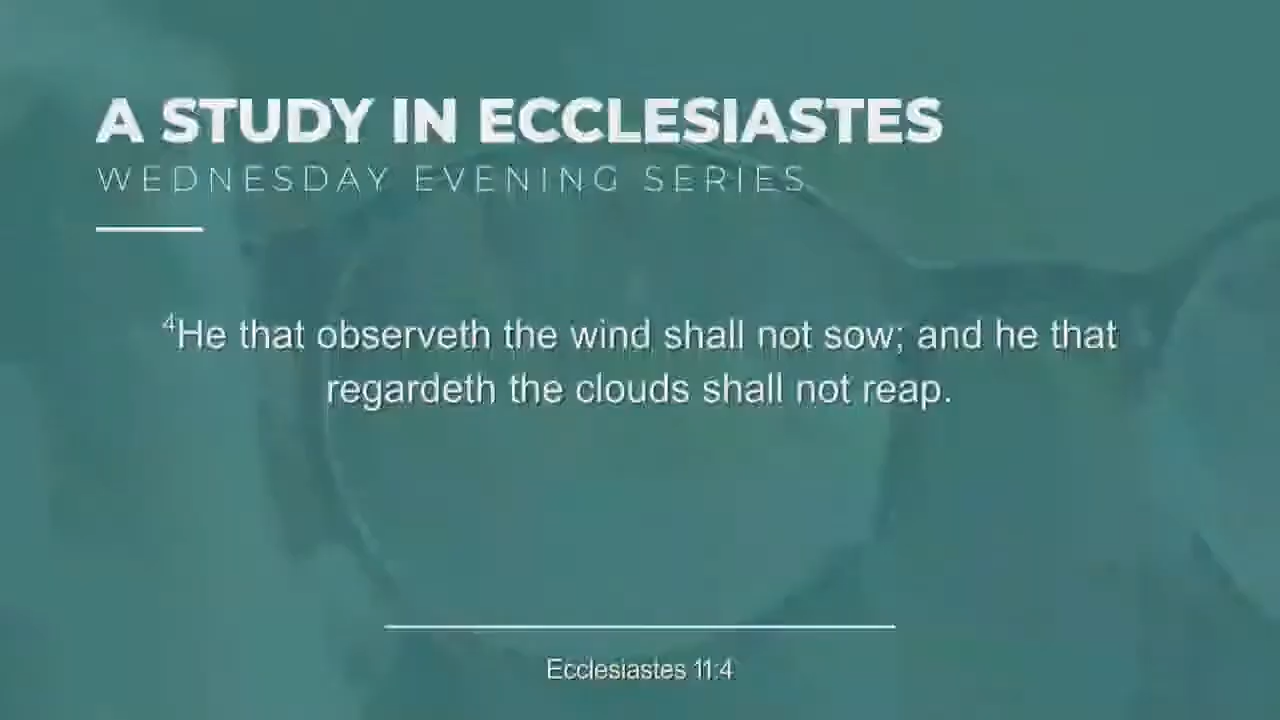 A STUDY IN ECCLESIASTES
WEDNESDAY EVENING SERIES
⁴He that observeth the wind shall not sow; and he that
regardeth the clouds shall not reap.
Ecclesiastes 11:4